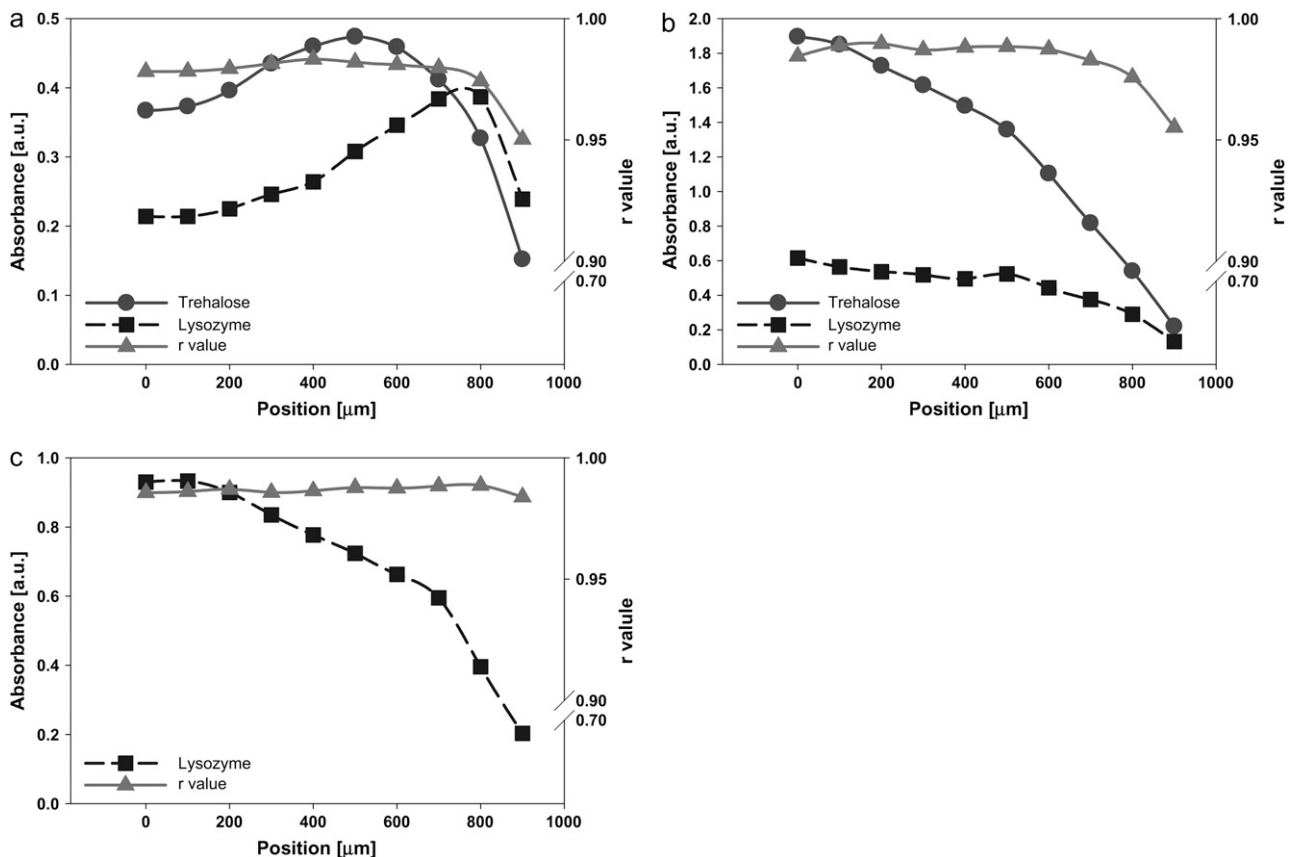 a
0.5
0.4
0.3
0.2
0.1
0.0
Absorbance [a.u.]
1.00
0.95
0.90
0.70
r valule
Trehalose
Lysozyme
r value
0 200 400 600 800 1000
Position [μm]
b
2.0
1.8
1.6
1.4
1.2
1.0
0.8
0.6
0.4
0.2
0.0
Absorbance [a.u.]
1.00
0.95
0.90
0.70
r valule
Trehalose
Lysozyme
r value
0 200 400 600 800 1000
Position [μm]
c
1.0
0.8
0.6
0.4
0.2
0.0
Absorbance [a.u.]
1.00
0.95
0.90
0.70
r valule
Lysozyme
r value
0 200 400 600 800 1000
Position [μm]